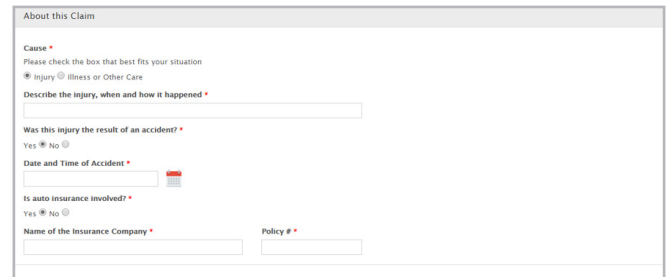 About this Claim
Cause *
Please check the box that best fits your situation
Injury Illness or Other Care
Describe the injury, when and how it happened *
Was this injury the result of an accident? *
Yes No
Date and Time of Accident *
Is auto insurance involved? *
Yes No
Name of the Insurance Company * Policy # *